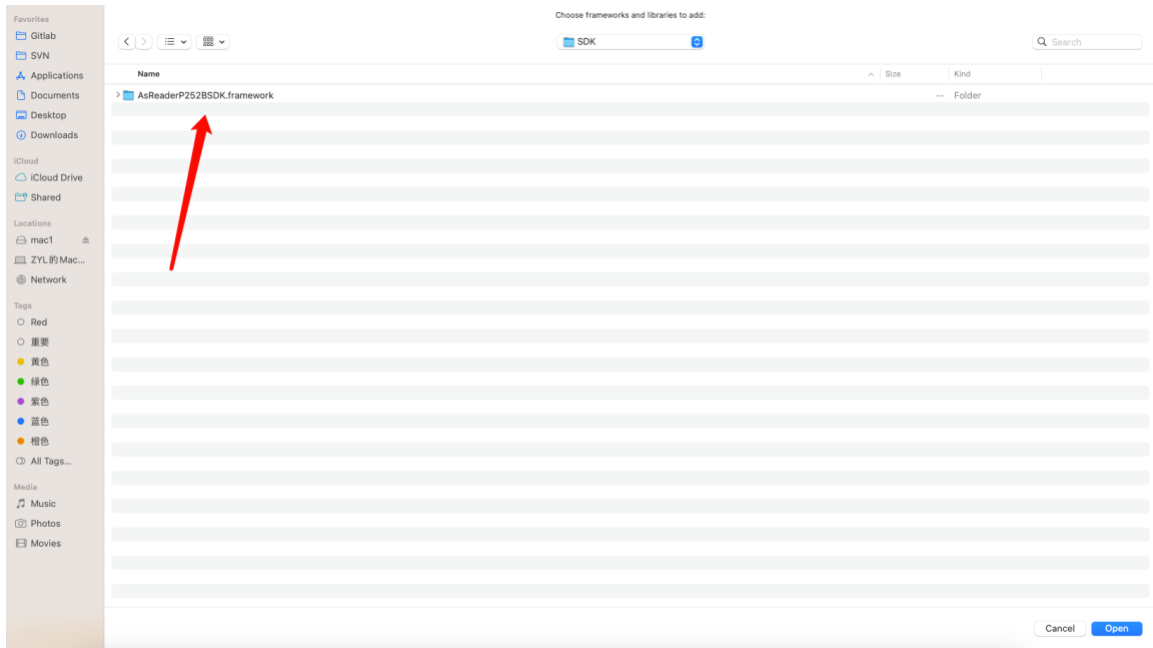 Choose frameworks and libraries to add:
Favorites
Gitlab
SVN
Applications
Documents
Desktop
Downloads
iCloud
iCloud Drive
Shared
Locations
mac1
ZYL的Mac...
Network
Tags
Red
重要
黄色
绿色
紫色
蓝色
橙色
All Tags...
Media
Music
Photos
Movies
SDK
Search
Name Size Kind
AsReaderP252BSDK.framework -- Folder
Cancel Open